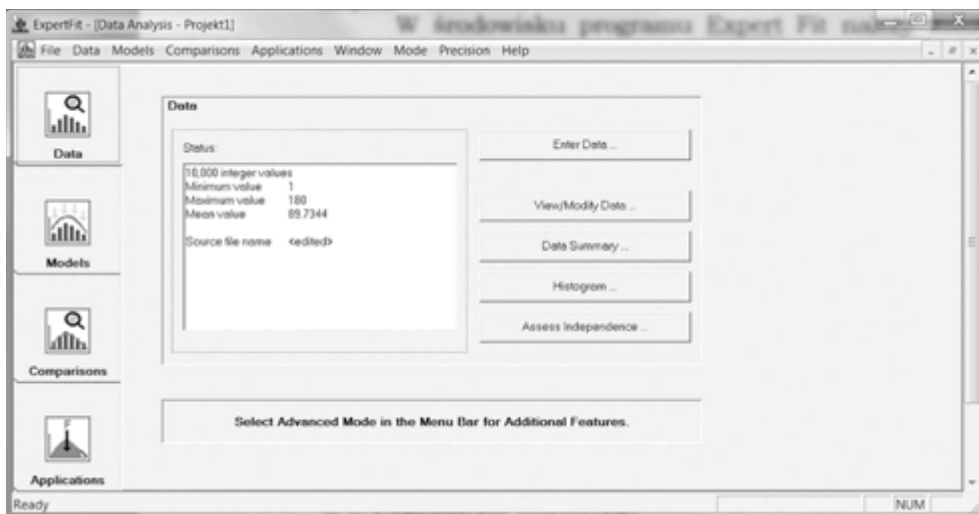 ExpertFit - [Data Analysis - Projekt1]
W środowisku programu Expert Fit należy
File Data Models Comparisons Applications Window Mode Precision Help
Data
Data
Status:
10,000 integer values
Minimum value 1
Maximum value 180
Mean value 89.7344
Source file name <edited>
Enter Data ...
View/Modify Data ...
Data Summary ...
Histogram ...
Assess Independence ...
Models
Comparisons
Select Advanced Mode in the Menu Bar for Additional Features.
F
Applications
Ready
NUM